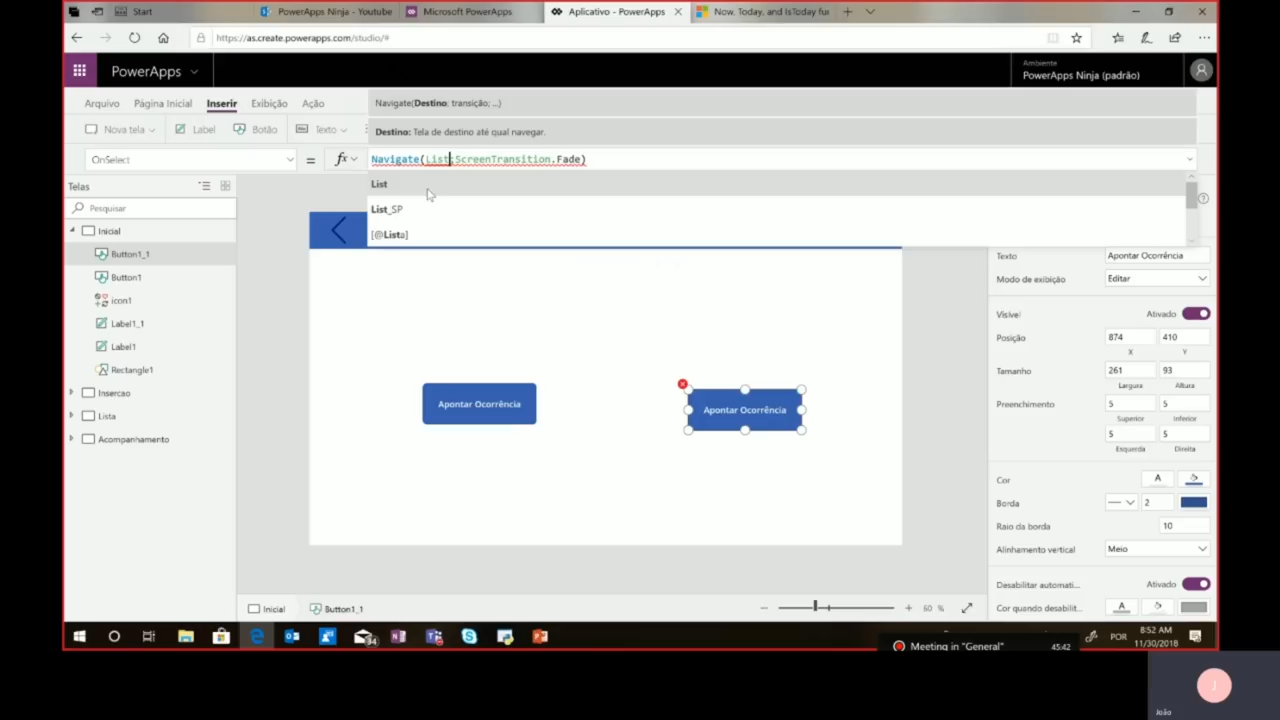 Start
PowerApps Ninja - Youtube
Microsoft PowerApps
Aplicativo - PowerApps
Now, Today, and IsToday fun
https://as.create.powerapps.com/studio/#
PowerApps
Ambiente
PowerApps Ninja (padrão)
Arquivo
Página Inicial
Inserir
Exibição
Ação
Navigate(Destino; transição; ...)
Nova tela
Label
Botão
Texto
Destino: Tela de destino até qual navegar.
OnSelect
=
fx
Navigate(List;ScreenTransition.Fade)
Telas
List
List_SP
[@Lista]
Pesquisar
Inicial
Button1_1
Button1
icon1
Label1_1
Label1
Rectangle1
Insercao
Lista
Acompanhamento
Apontar Ocorrência
Apontar Ocorrência
Texto
Apontar Ocorrência
Modo de exibição
Editar
Visível
Ativado
Posição
874
410
X
Y
Tamanho
261
93
Largura
Altura
Preenchimento
5
5
Superior
Inferior
5
5
Esquerda
Direita
Cor
A
Borda
2
Raio da borda
10
Alinhamento vertical
Meio
Desabilitar automati...
Ativado
Cor quando desabilit...
A
Inicial
Button1_1
60 %
34
Meeting in "General"
45:42
POR
8:52 AM
11/30/2018
J
João